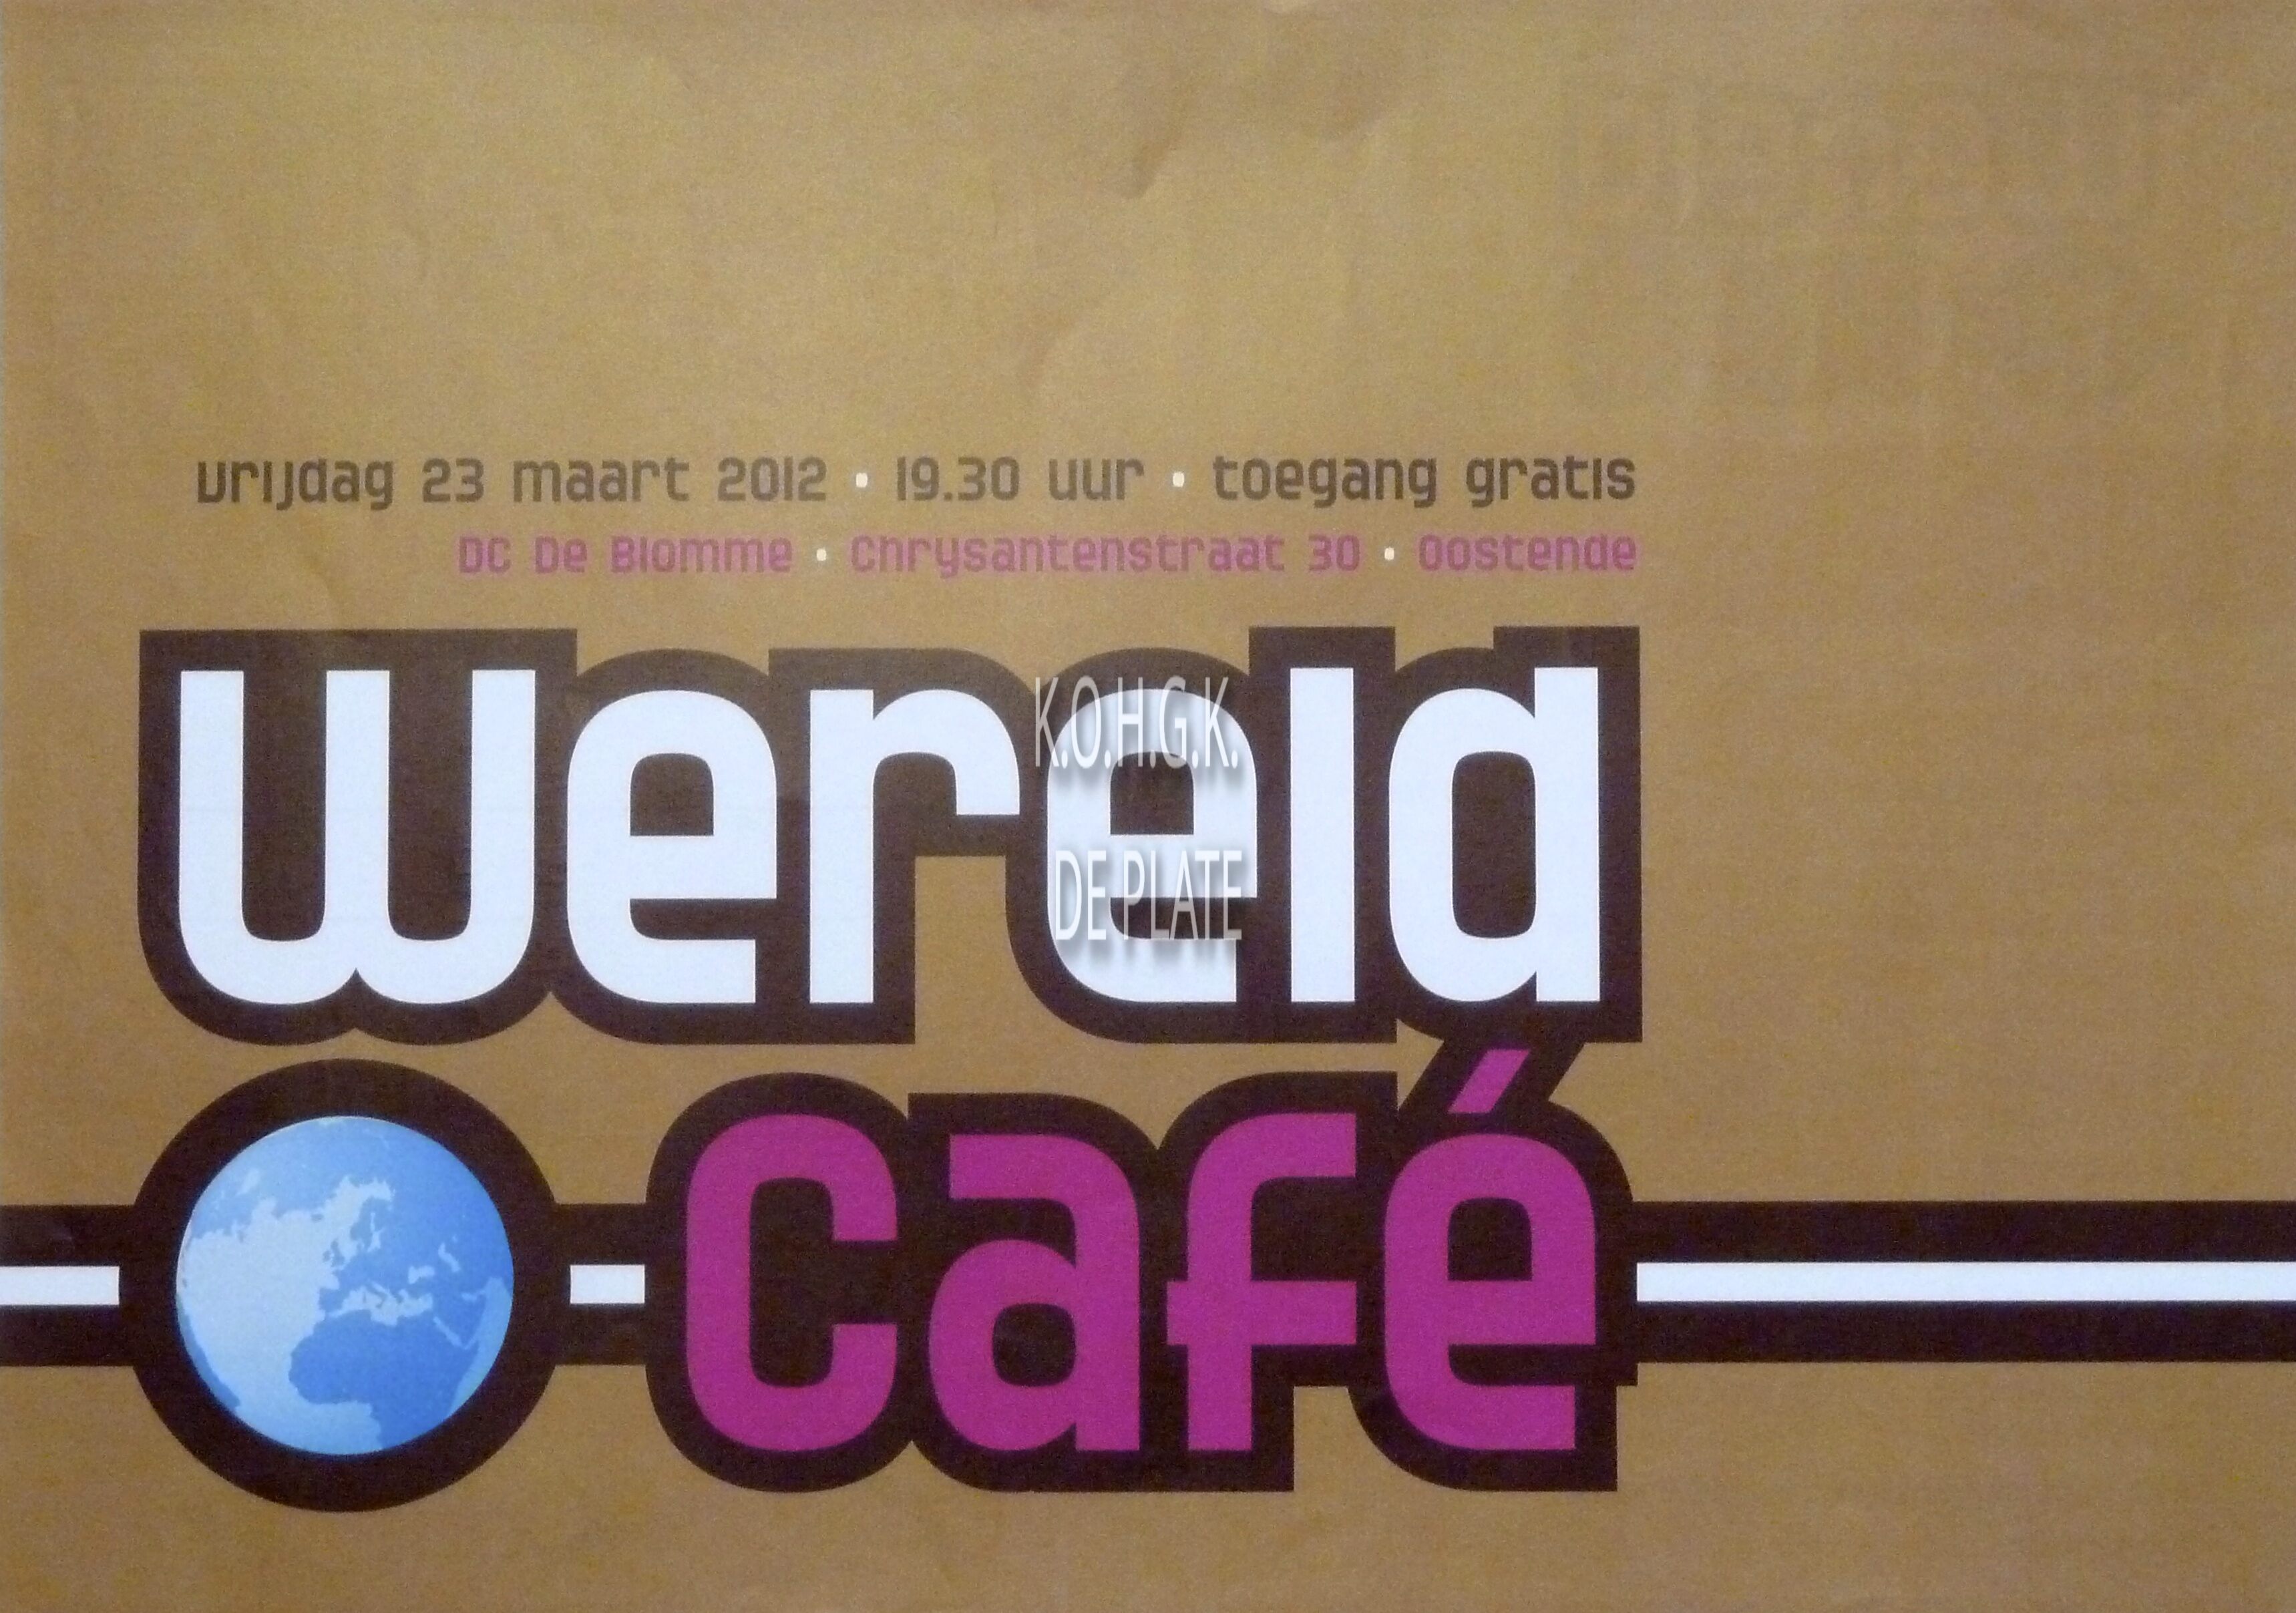 vrijdag 23 maart 2012 · 19.30 uur · toegang gratis
DC De Blomme · Chrysantenstraat 30 · Oostende
wereld
K.O.H.G.K.
DE PLATE
café